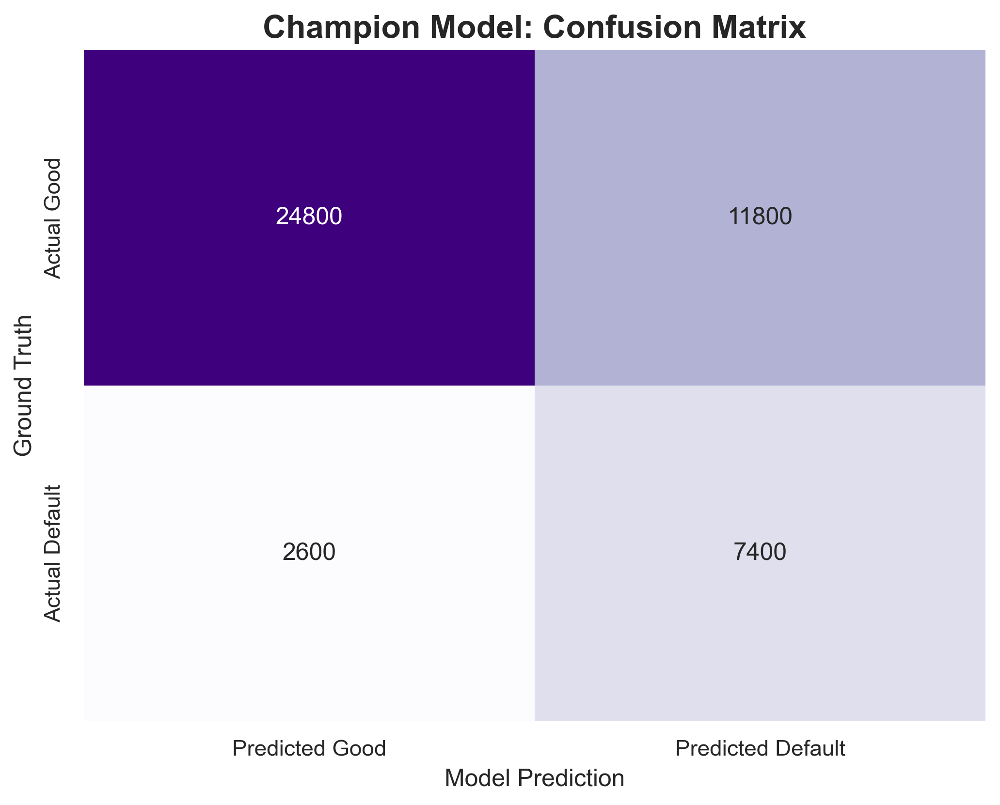 Champion Model: Confusion Matrix
Ground Truth
Actual Good
24800
11800
Actual Default
2600
7400
Predicted Good
Predicted Default
Model Prediction